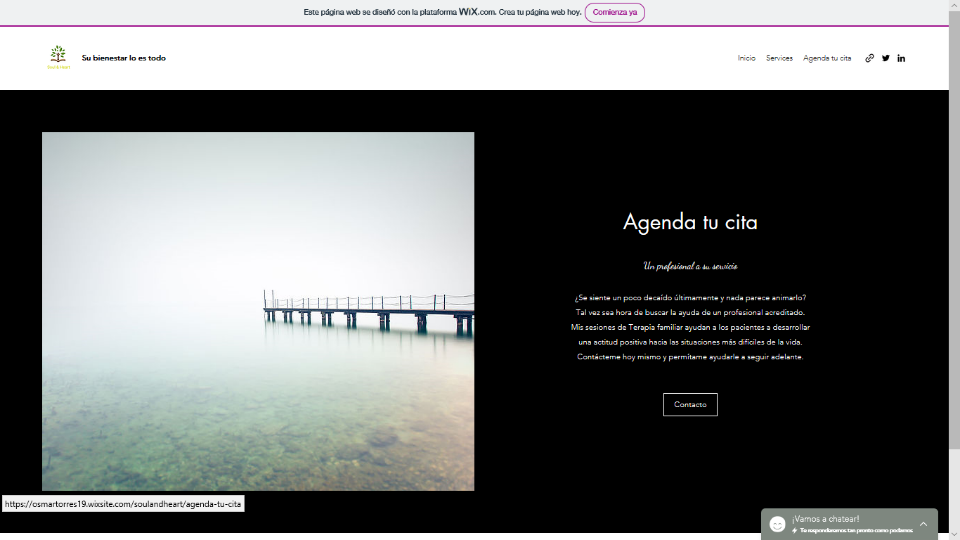 Este página web se diseñó con la plataforma WiX.com. Crea tu página web hoy. Comienza ya
Su bienestar lo es todo
Inicio Services Agenda tu cita
Agenda tu cita
Un profesional a su servicio
¿Se siente un poco decaído últimamente y nada parece animarlo?
Tal vez sea hora de buscar la ayuda de un profesional acreditado.
Mis sesiones de Terapia familiar ayudan a los pacientes a desarrollar
una actitud positiva hacia las situaciones más difíciles de la vida.
Contácteme hoy mismo y permítame ayudarle a seguir adelante.
Contacto
https://osmartorres19.wixsite.com/soulandheart/agenda-tu-cita
¡Vamos a chatear!
Te responderemos tan pronto como podamos